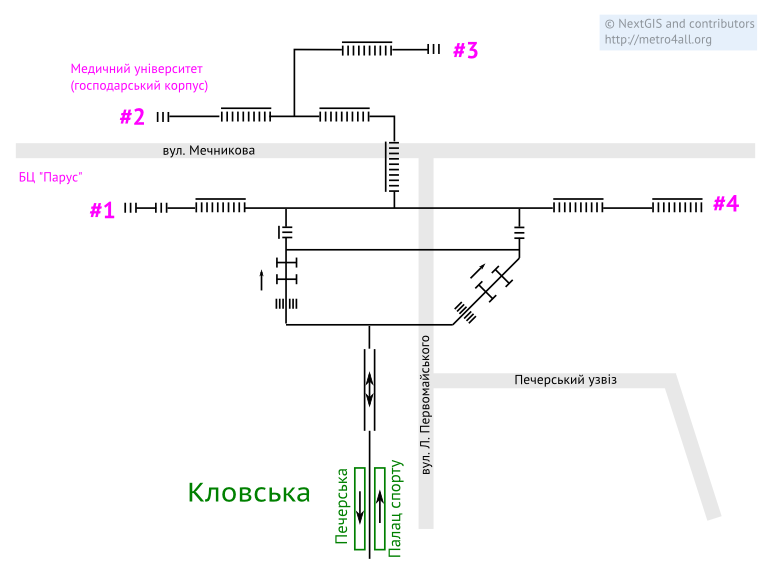 © NextGIS and contributors
http://metro4all.org
#3
Медичний університет
(господарський корпус)
#2
вул. Мечникова
БЦ "Парус"
#1
#4
вул. Л. Первомайського
Печерський узвіз
Кловська
Печерська
Палац спорту